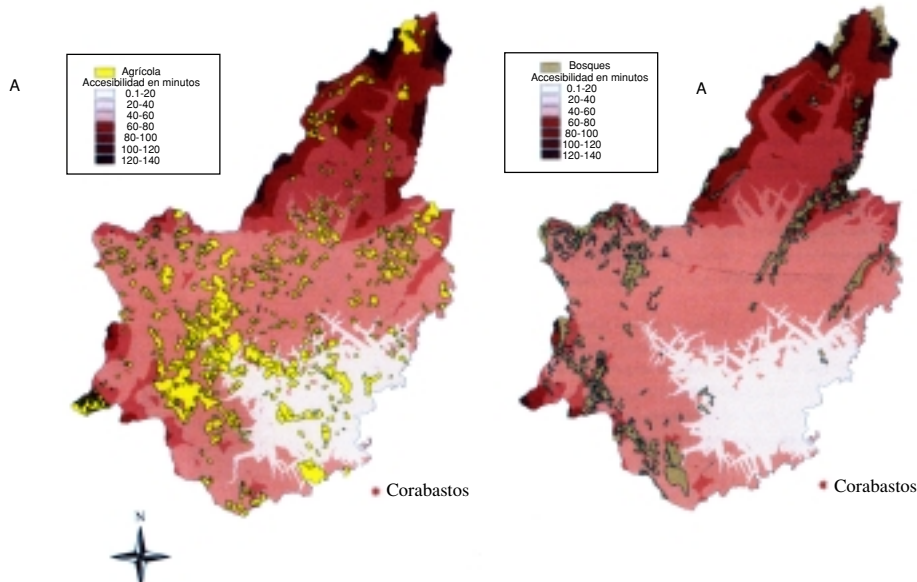 A
Agrícola
Accesibilidad en minutos
0.1-20
20-40
40-60
60-80
80-100
100-120
120-140
Corabastos
N
Bosques
Accesibilidad en minutos
0.1-20
20-40
40-60
60-80
80-100
100-120
120-140
A
Corabastos